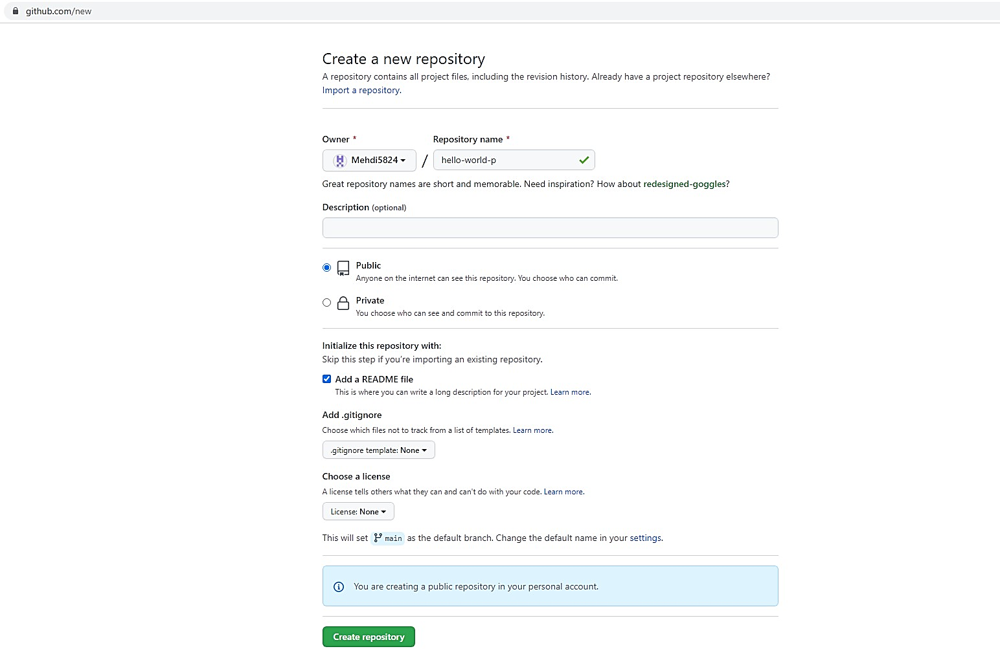 github.com/new
Create a new repository
A repository contains all project files, including the revision history. Already have a project repository elsewhere?
Import a repository.
Owner * Repository name *
Mehdi5824 / hello-world-p
Great repository names are short and memorable. Need inspiration? How about redesigned-goggles?
Description (optional)
Public
Anyone on the internet can see this repository. You choose who can commit.
Private
You choose who can see and commit to this repository.
Initialize this repository with:
Skip this step if you're importing an existing repository.
Add a README file
This is where you can write a long description for your project. Learn more.
Add .gitignore
Choose which files not to track from a list of templates. Learn more.
.gitignore template: None
Choose a license
A license tells others what they can and can't do with your code. Learn more.
License: None
This will set main as the default branch. Change the default name in your settings.
You are creating a public repository in your personal account.
Create repository